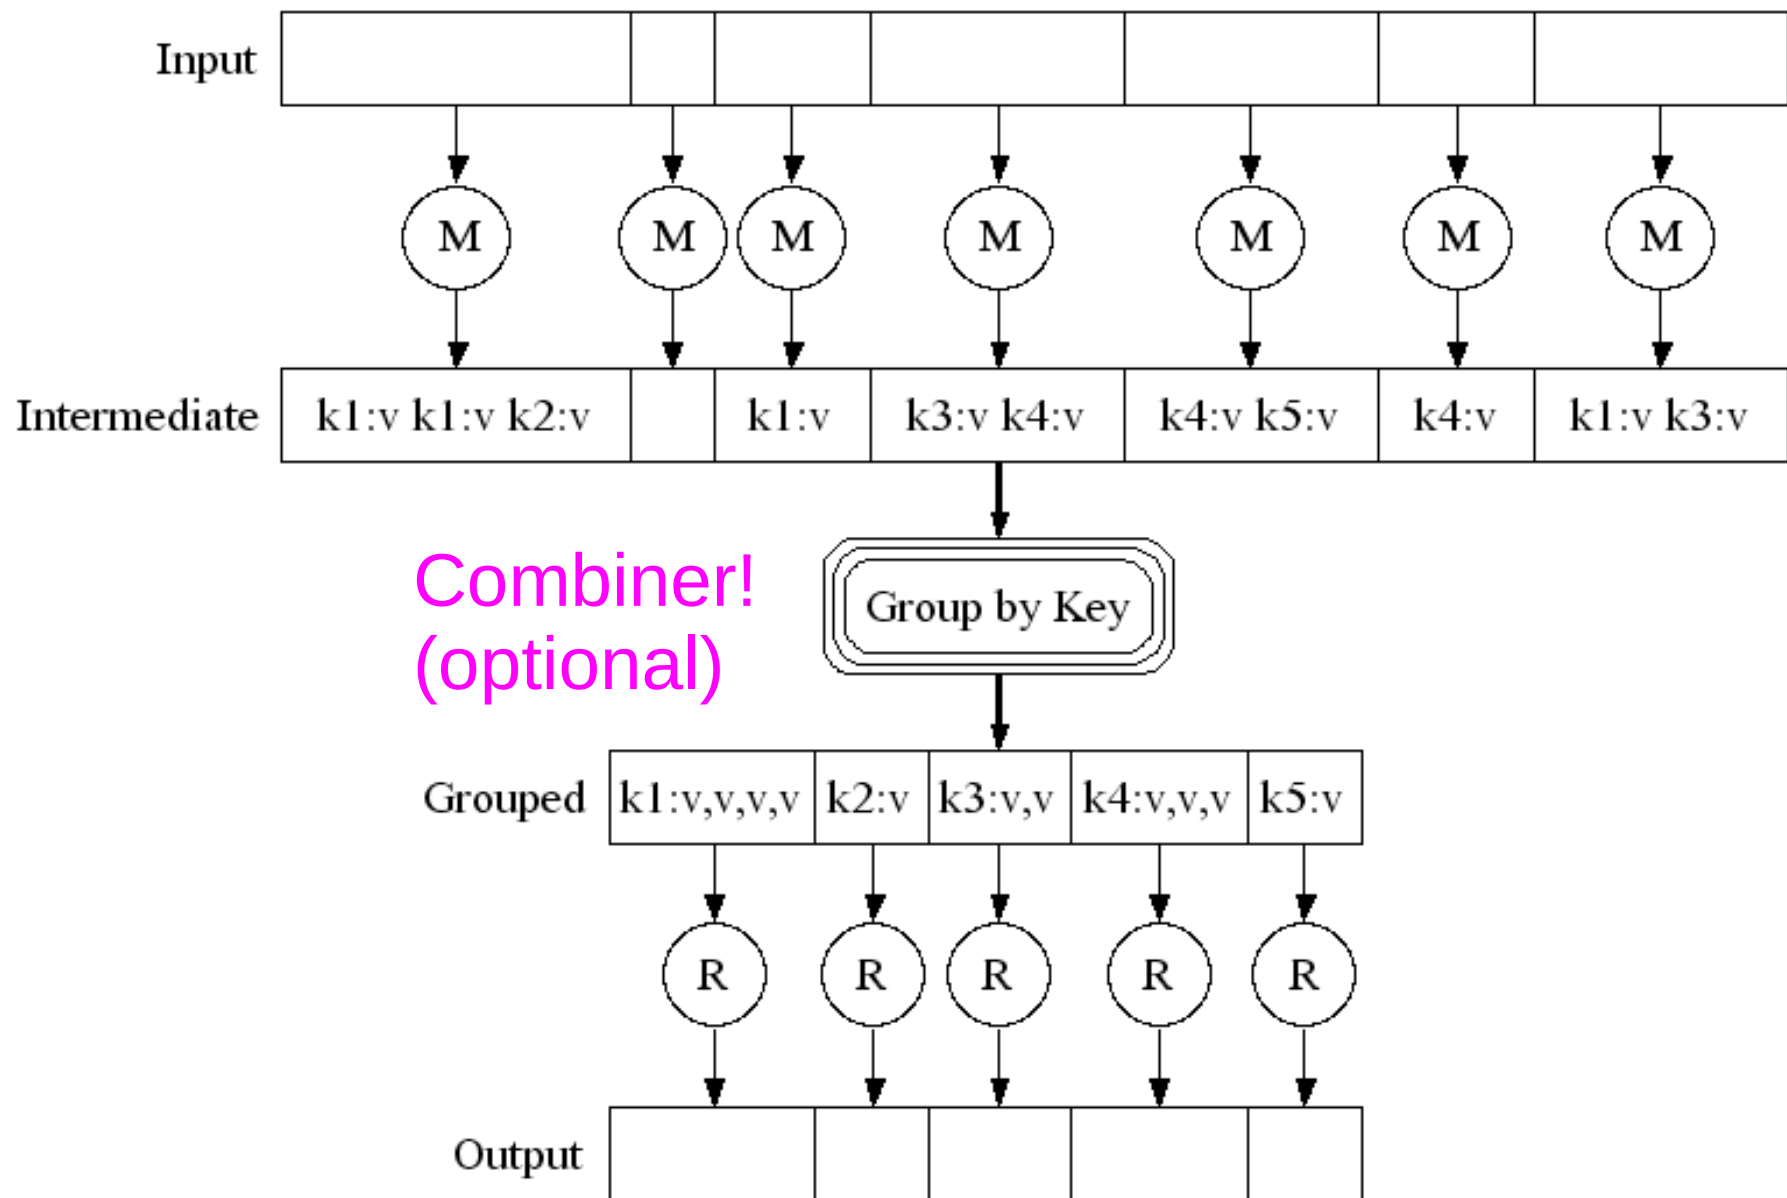 Input
M M M M M M M
Intermediate k1:v k1:v k2:v k1:v k3:v k4:v k4:v k5:v k4:v k1:v k3:v
Combiner!
(optional)
Group by Key
Grouped k1:v,v,v,v k2:v k3:v,v k4:v,v,v k5:v
R R R R R
Output